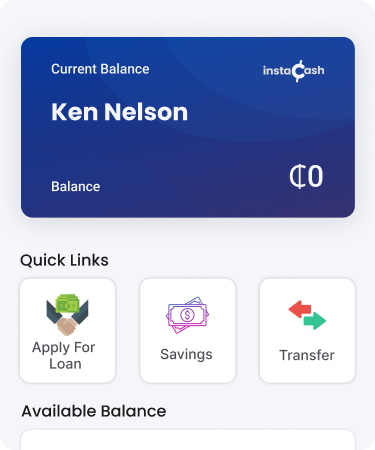 Current Balance
instaCash
Ken Nelson
Balance
₵0
Quick Links
Apply For
Loan
Savings
Transfer
Available Balance